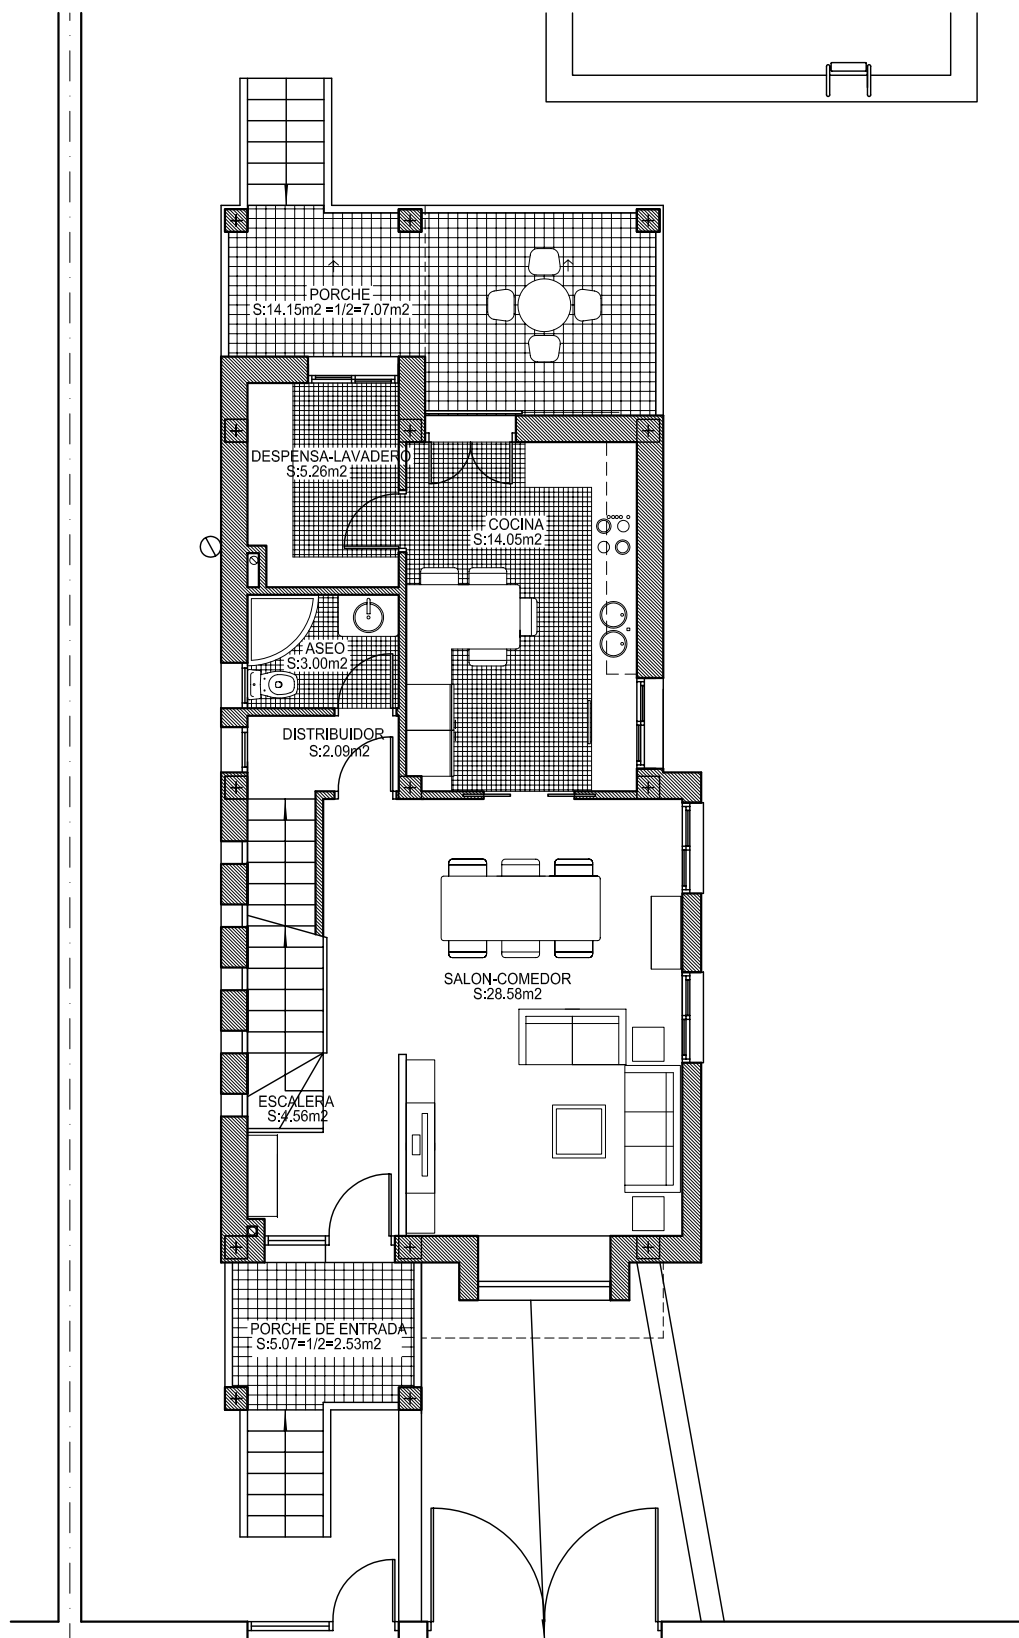 PORCHE
S:14.15m2 =1/2=7.07m2
DESPENSA-LAVADERO
S:5.26m2
COCINA
S:14.05m2
ASEO
S:3.00m2
DISTRIBUIDOR
S:2.09m2
SALON-COMEDOR
S:28.58m2
ESCALERA
S:4.56m2
PORCHE DE ENTRADA
S:5.07=1/2=2.53m2